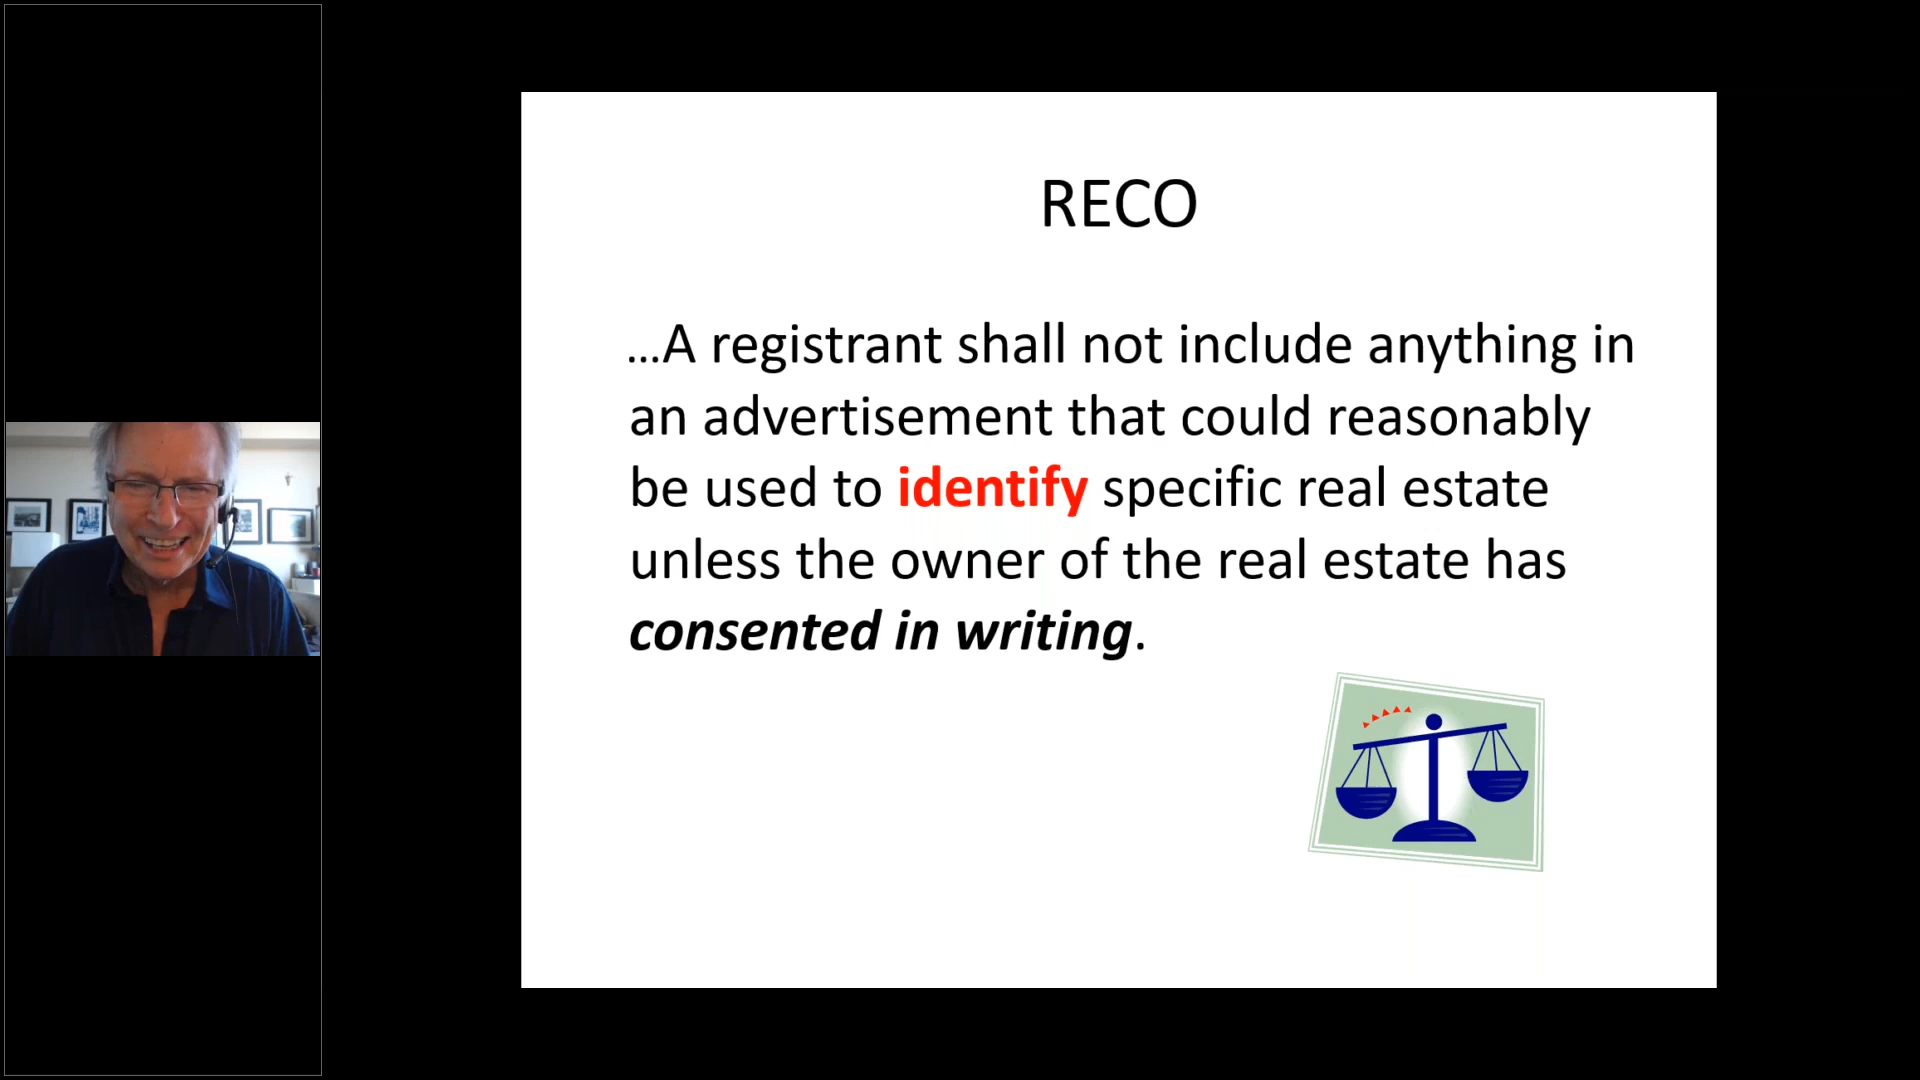 RECO
...A registrant shall not include anything in
an advertisement that could reasonably
be used to identify specific real estate
unless the owner of the real estate has
consented in writing.